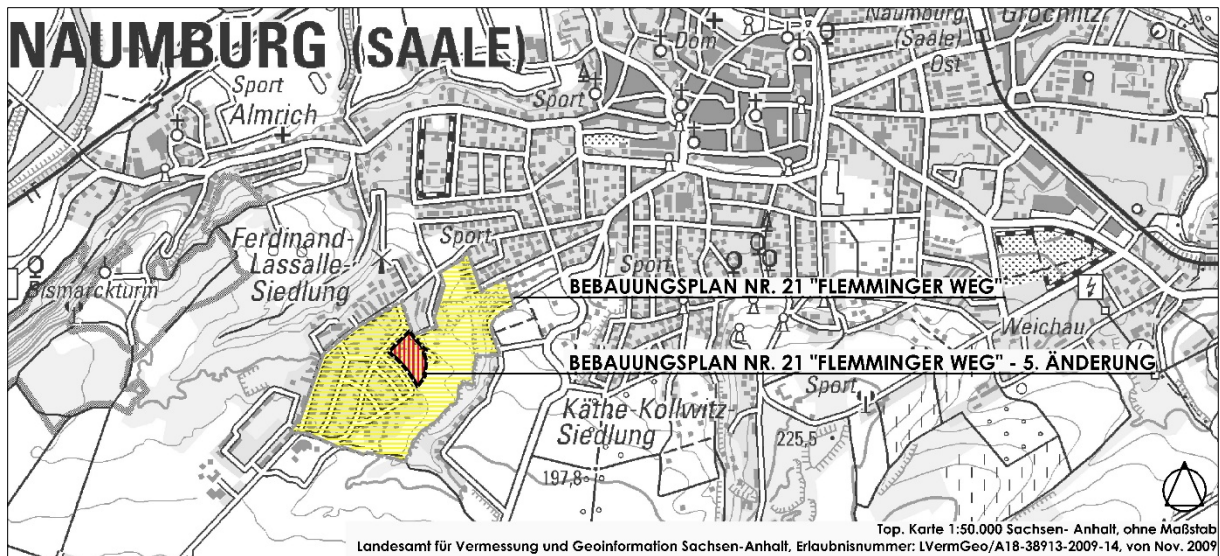 NAUMBURG (SAALE)
Naumburg
(Saale)
Ost
Grochlitz
Dom
Sport
Almrich
Sport
Ferdinand-
Lassalle-
Siedlung
Sport
Sport
Bismarckturm
BEBAUUNGSPLAN NR. 21 "FLEMMINGER WEG"
Weichau
BEBAUUNGSPLAN NR. 21 "FLEMMINGER WEG" - 5. ÄNDERUNG
Sport
Käthe-Kollwitz-
Siedlung
225,5
197,8
Top. Karte 1:50.000 Sachsen- Anhalt, ohne Maßstab
Landesamt für Vermessung und Geoinformation Sachsen-Anhalt, Erlaubnisnummer: LVermGeo/A18-38913-2009-14, von Nov. 2009